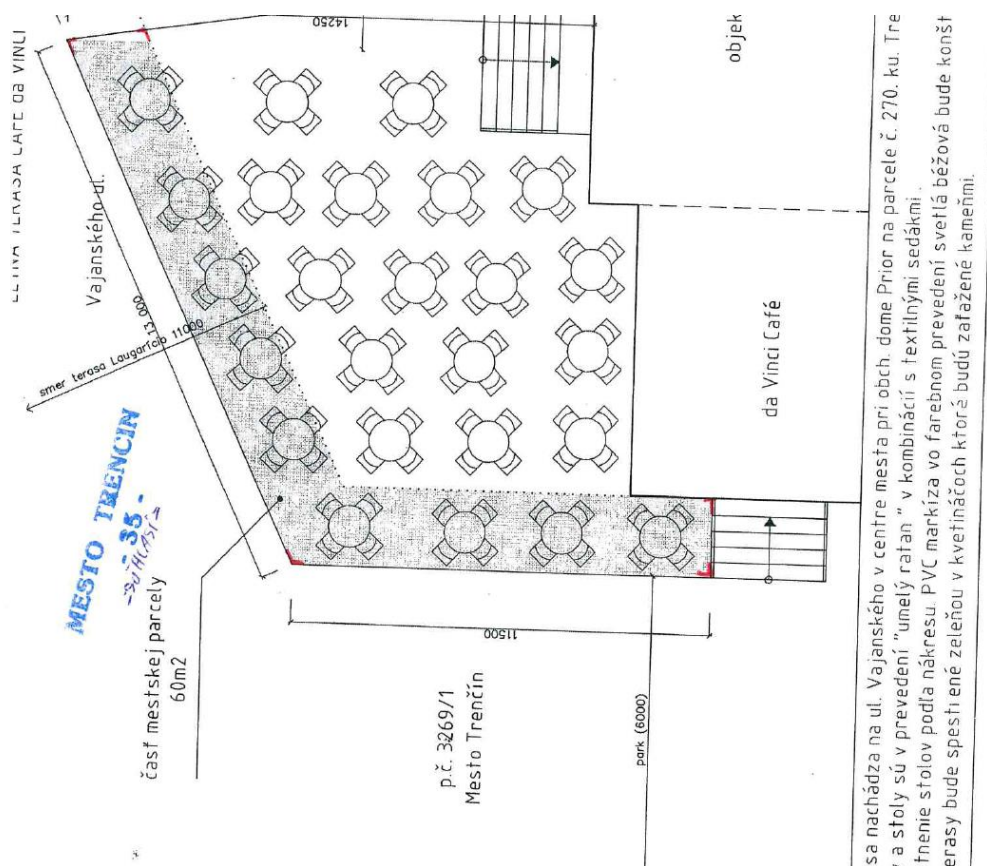 LETNÁ TERASA CAFE DA VINCI
14250
Vajanského ul.
13 000
smer terasa Laugarício 11000
MESTO TRENČÍN
- 35 -
časť mestskej parcely
60m2
11500
p.č. 3269/1
Mesto Trenčín
park (6000)
objek
da Vinci Café
sa nachádza na ul. Vajanského v centre mesta pri obch. dome Prior na parcele č. 270. ku. Tre
a stoly sú v prevedení "umelý ratan " v kombinácií s textilnými sedákmi .
tnenie stolov podľa nákresu. PVC markíza vo farebnom prevedení svetlá béžová bude konšt
erasy bude spestrené zeleňou v kvetináčoch ktoré budú zaťažené kameňmi.